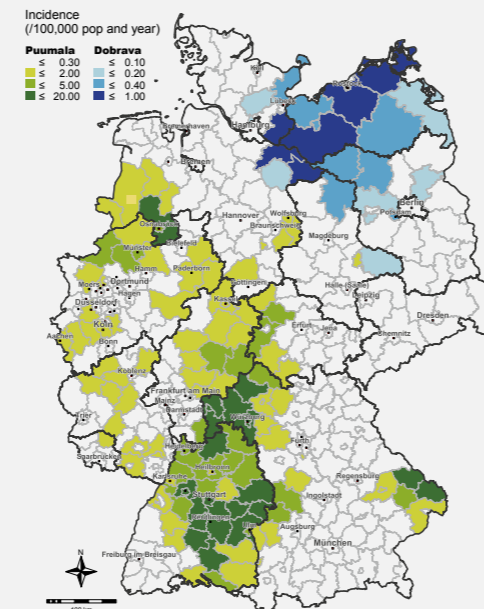 Incidence
(/100,000 pop and year)
Puumala Dobrava
≤ 0.30 ≤ 0.10
≤ 2.00 ≤ 0.20
≤ 5.00 ≤ 0.40
≤ 20.00 ≤ 1.00
Kiel
Rostock
Lübeck
Hamburg
Bremerhaven
Bremen
Berlin
Potsdam
Wolfsburg
Hannover
Braunschweig
Osnabrück
Magdeburg
Bielefeld
Münster
Hamm
Paderborn
Göttingen
Halle (Saale)
Leipzig
Moers
Dortmund
Hagen
Kassel
Düsseldorf
Dresden
Köln
Erfurt
Jena
Chemnitz
Aachen
Bonn
Koblenz
Frankfurt am Main
Mainz
Darmstadt
Würzburg
Trier
Fürth
Saarbrücken
Heilbronn
Regensburg
Karlsruhe
Stuttgart
Ingolstadt
Reutlingen
Ulm
Augsburg
München
Freiburg im Breisgau
N
100 km